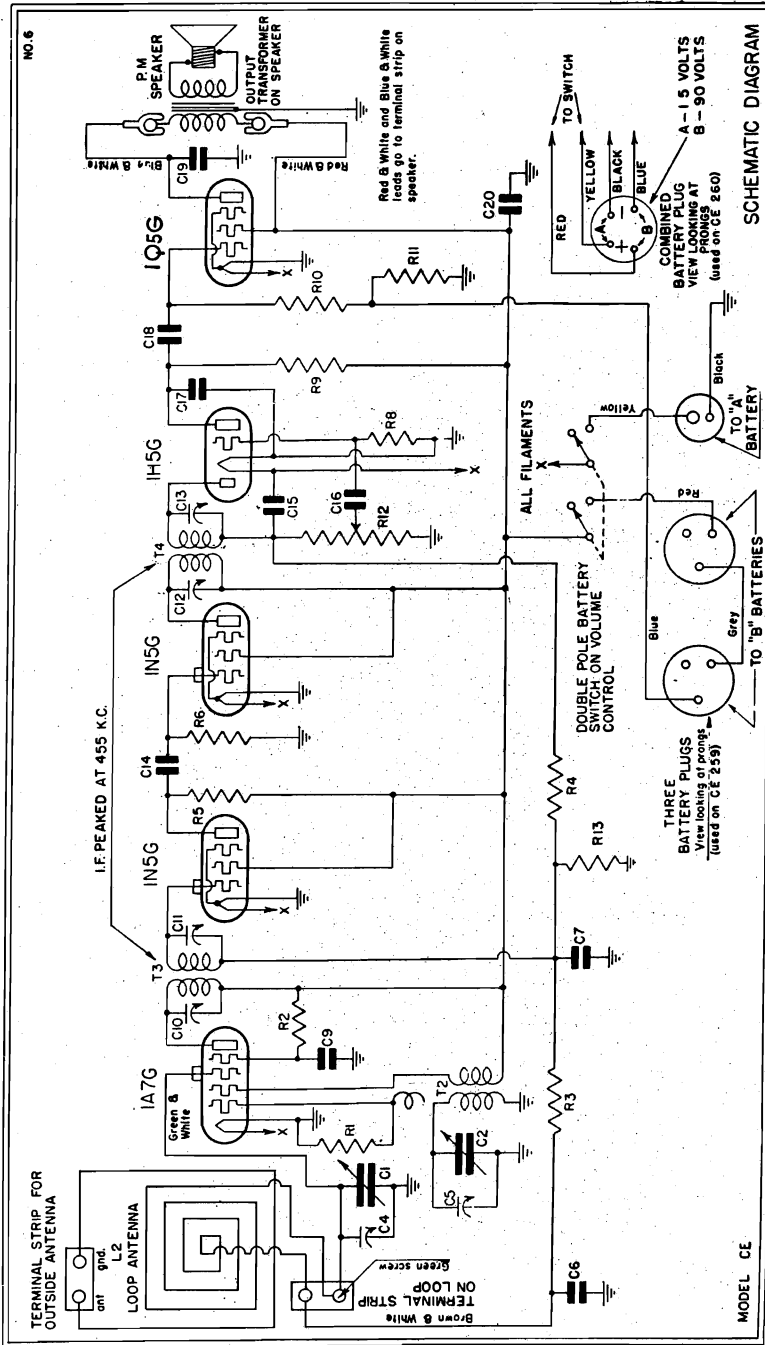 NO.6
TERMINAL STRIP FOR
OUTSIDE ANTENNA
ant
gnd.
L2
LOOP ANTENNA
TERMINAL STRIP
ON LOOP
Brown & White
Green screw
Green &
White
1A7G
I.F. PEAKED AT 455 K.C.
T3
1N5G
1N5G
T4
1H5G
1Q5G
P.M
SPEAKER
OUTPUT
TRANSFORMER
ON SPEAKER
Blue & White
Red & White
Red & White and Blue & White
leads go to terminal strip on
speaker.
C10
C11
C14
C12
C13
C17
C18
C19
R5
R6
X
X
X
X
X
R1
R2
C9
C15
C16
R8
R12
R9
R10
R11
C20
C4
C1
C5
C2
T2
C6
R3
C7
R13
R4
DOUBLE POLE BATTERY
SWITCH ON VOLUME
CONTROL
ALL FILAMENTS
X
Yellow
Red
Blue
Grey
Black
THREE
BATTERY PLUGS
View looking at prongs
(used on CE 259)
TO "B" BATTERIES
TO "A"
BATTERY
TO SWITCH
RED
YELLOW
BLACK
BLUE
A
B
+
−
COMBINED
BATTERY PLUG
VIEW LOOKING AT
PRONGS
(used on CE 260)
A-1 5 VOLTS
B-90 VOLTS
MODEL CE
SCHEMATIC DIAGRAM